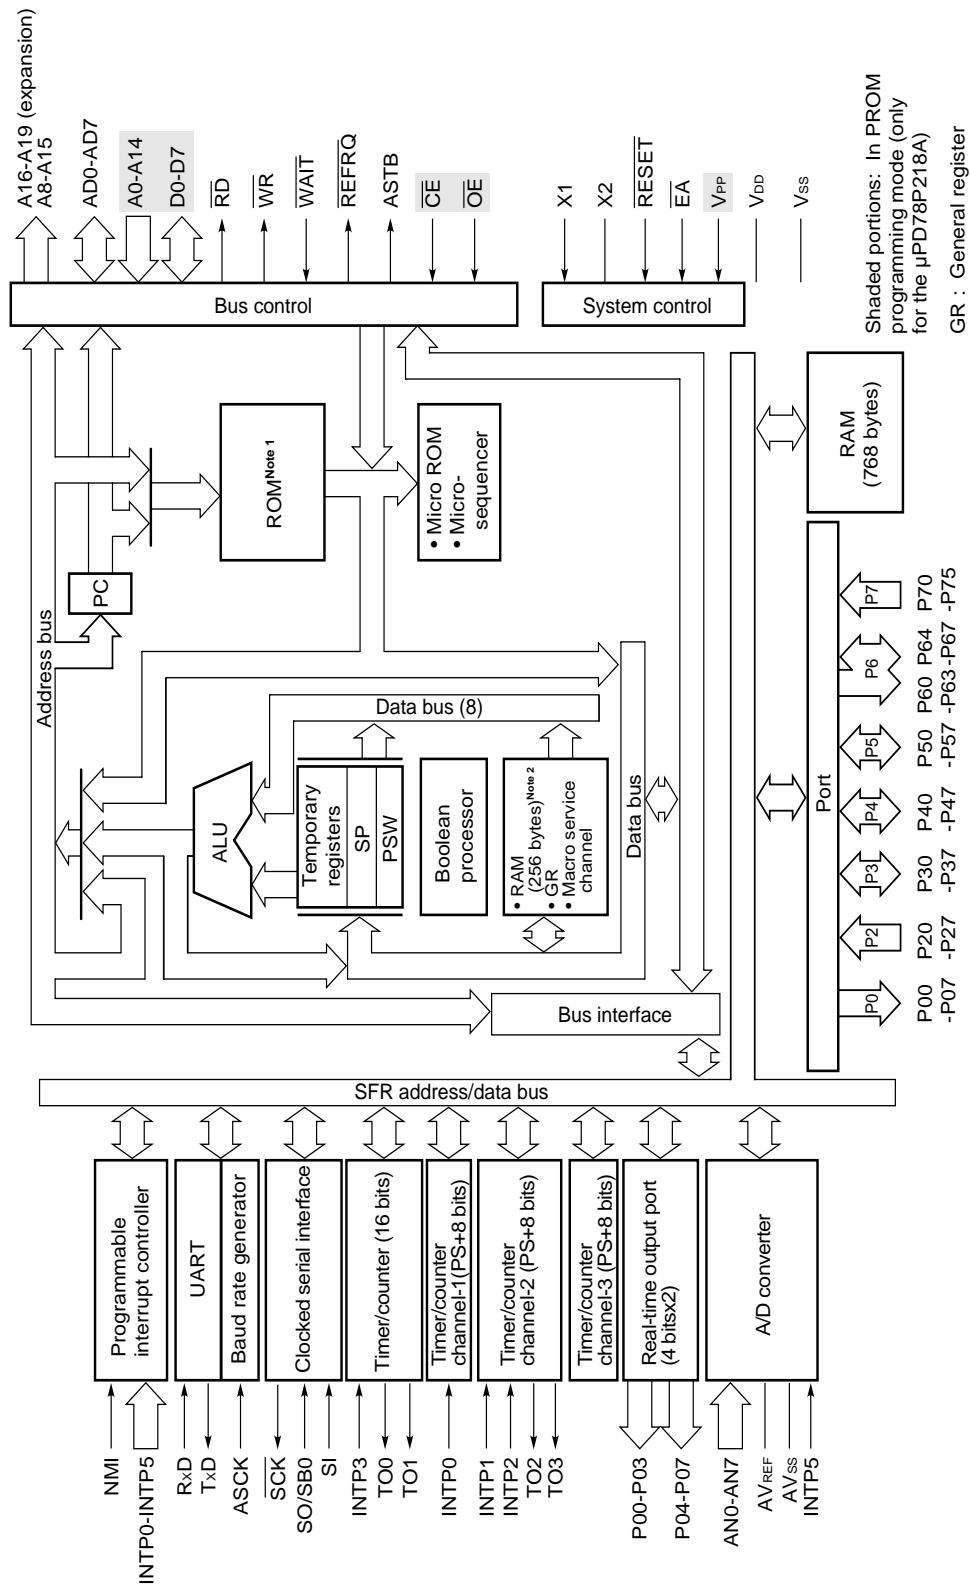 NMI
INTP0-INTP5
RxD
TxD
ASCK
SCK
SO/SB0
SI
INTP3
TO0
TO1
INTP0
INTP1
INTP2
TO2
TO3
P00-P03
P04-P07
AN0-AN7
AVREF
AVSS
INTP5
Programmable
interrupt controller
UART
Baud rate generator
Clocked serial interface
Timer/counter (16 bits)
Timer/counter
channel-1(PS+8 bits)
Timer/counter
channel-2 (PS+8 bits)
Timer/counter
channel-3 (PS+8 bits)
Real-time output port
(4 bitsx2)
A/D converter
SFR address/data bus
Bus interface
Address bus
ALU
Temporary
registers
SP
PSW
Boolean
processor
• RAM
(256 bytes)Note 2
• GR
• Macro service
channel
Data bus (8)
Data bus
PC
ROMNote 1
• Micro ROM
• Micro-
sequencer
Bus control
System control
A16-A19 (expansion)
A8-A15
AD0-AD7
A0-A14
D0-D7
RD
WR
WAIT
REFRQ
ASTB
CE
OE
X1
X2
RESET
EA
VPP
VDD
VSS
RAM
(768 bytes)
Port
P0
P2
P3
P4
P5
P6
P7
P00
-P07
P20
-P27
P30
-P37
P40
-P47
P50
-P57
P60
-P63
P64
-P67
P70
-P75
Shaded portions: In PROM
programming mode (only
for the µPD78P218A)
GR : General register